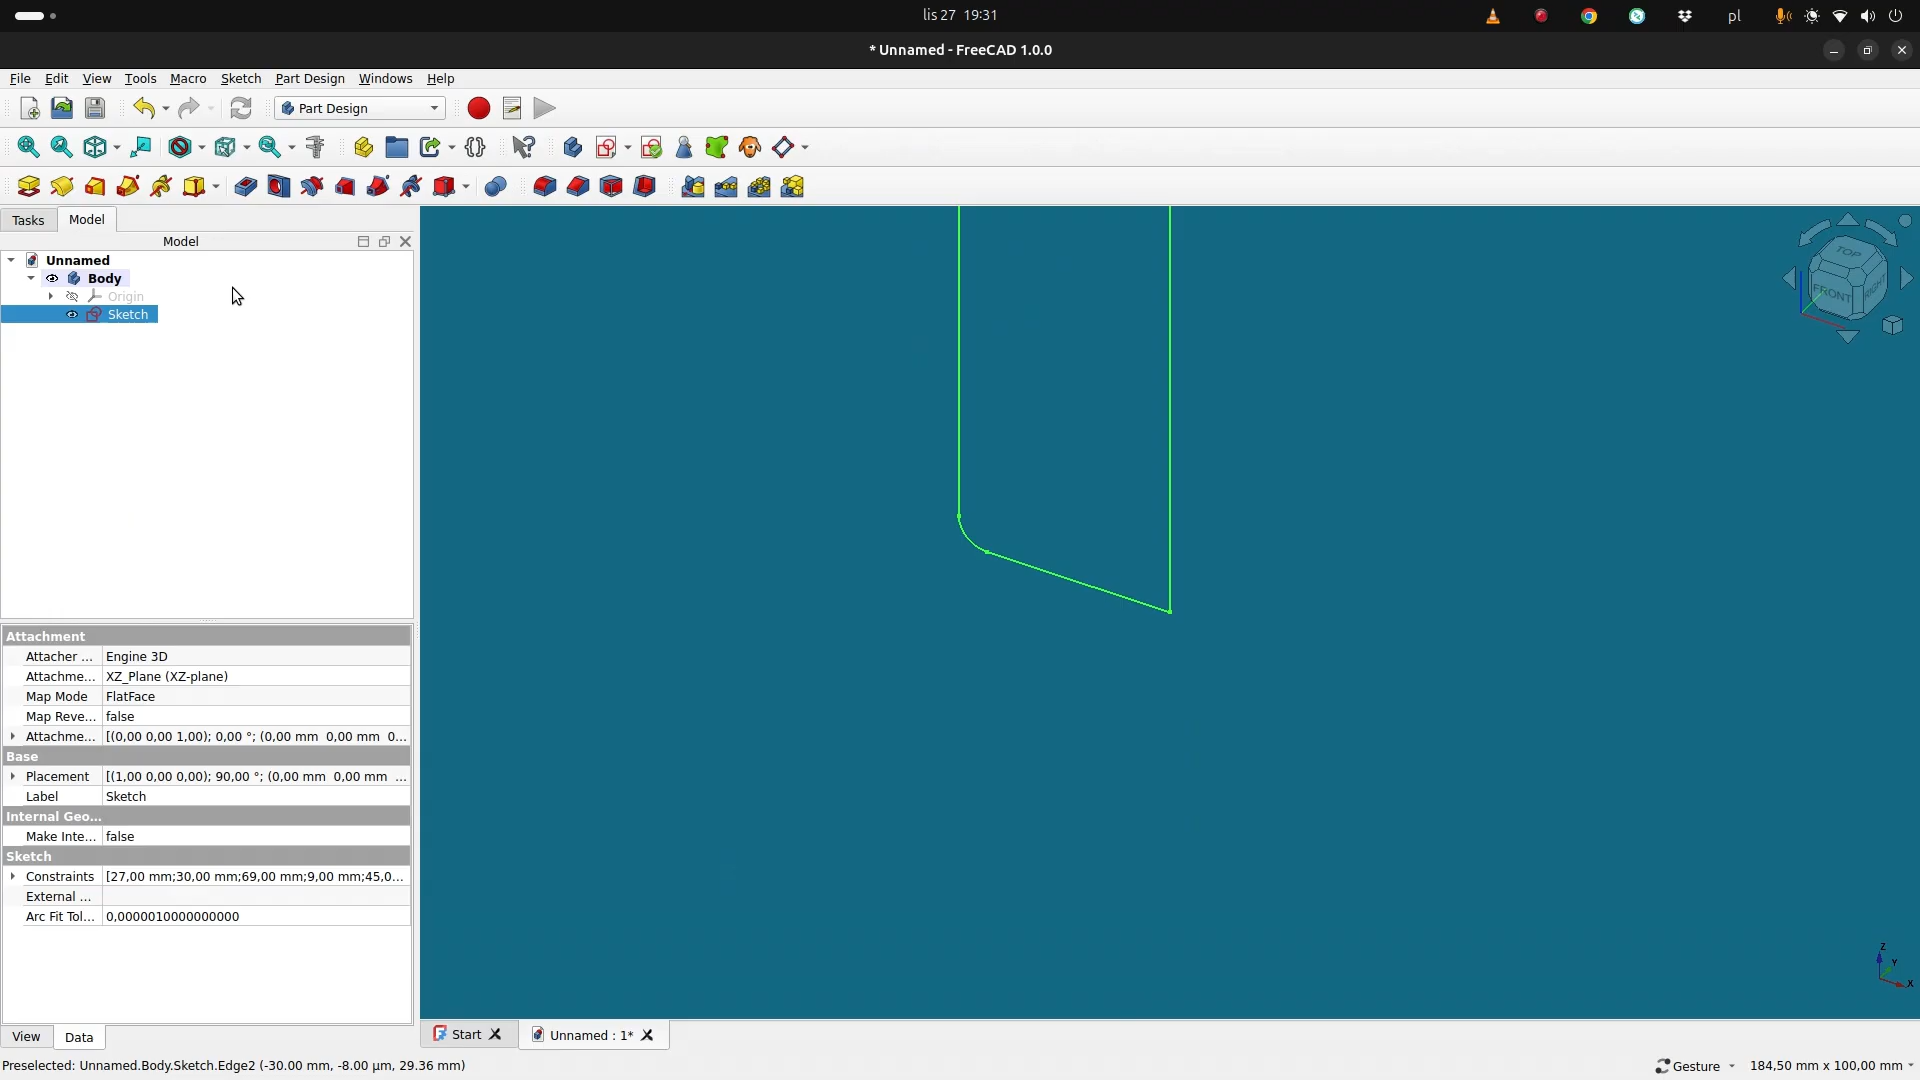 lis 27 19:31
pl
* Unnamed - FreeCAD 1.0.0
File Edit View Tools Macro Sketch Part Design Windows Help
Part Design
Tasks Model
Model
Unnamed
Body
Origin
Sketch
TOP
FRONT
RIGHT
Attachment
Attacher ... Engine 3D
Attachme... XZ_Plane (XZ-plane)
Map Mode FlatFace
Map Reve... false
Attachme... [(0,00 0,00 1,00); 0,00 °; (0,00 mm 0,00 mm 0...
Base
Placement [(1,00 0,00 0,00); 90,00 °; (0,00 mm 0,00 mm ...
Label Sketch
Internal Geo...
Make Inte... false
Sketch
Constraints [27,00 mm;30,00 mm;69,00 mm;9,00 mm;45,0...
External ...
Arc Fit Tol... 0,0000010000000000
Z
Y
X
View Data
Start Unnamed : 1*
Preselected: Unnamed.Body.Sketch.Edge2 (-30.00 mm, -8.00 µm, 29.36 mm)
Gesture 184,50 mm x 100,00 mm